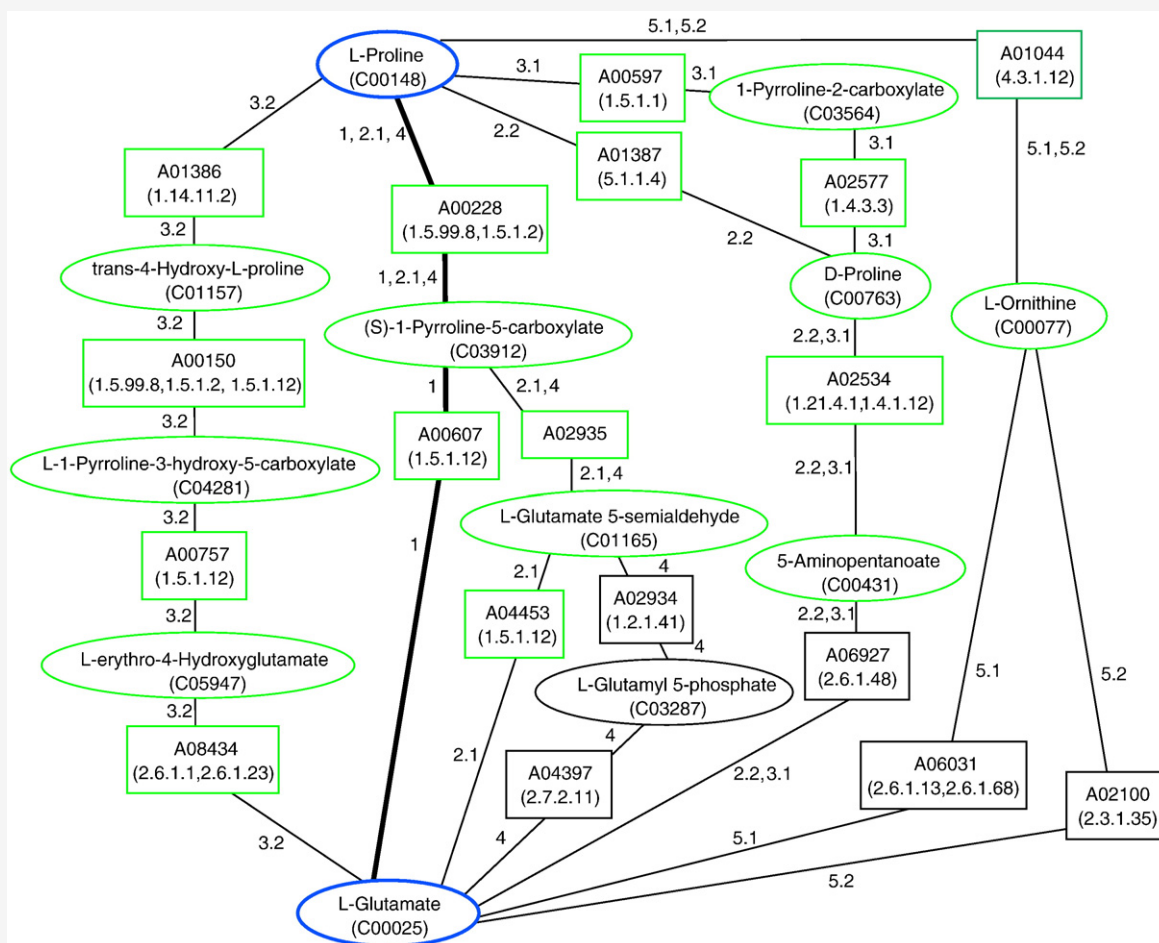 5.1,5.2
L-Proline
(C00148)
3.1
A00597
(1.5.1.1)
3.1
1-Pyrroline-2-carboxylate
(C03564)
A01044
(4.3.1.12)
3.2
1, 2.1, 4
2.2
A01387
(5.1.1.4)
3.1
5.1,5.2
A01386
(1.14.11.2)
A00228
(1.5.99.8,1.5.1.2)
A02577
(1.4.3.3)
3.2
2.2
3.1
trans-4-Hydroxy-L-proline
(C01157)
1, 2.1,4
D-Proline
(C00763)
L-Ornithine
(C00077)
3.2
(S)-1-Pyrroline-5-carboxylate
(C03912)
2.2,3.1
A00150
(1.5.99.8,1.5.1.2, 1.5.1.12)
1
2.1,4
A02534
(1.21.4.1,1.4.1.12)
3.2
A00607
(1.5.1.12)
A02935
L-1-Pyrroline-3-hydroxy-5-carboxylate
(C04281)
2.1,4
2.2,3.1
3.2
L-Glutamate 5-semialdehyde
(C01165)
1
A00757
(1.5.1.12)
2.1
4
5-Aminopentanoate
(C00431)
3.2
A04453
(1.5.1.12)
A02934
(1.2.1.41)
2.2,3.1
L-erythro-4-Hydroxyglutamate
(C05947)
4
A06927
(2.6.1.48)
5.1
5.2
3.2
L-Glutamyl 5-phosphate
(C03287)
A08434
(2.6.1.1,2.6.1.23)
2.1
4
A04397
(2.7.2.11)
2.2,3.1
A06031
(2.6.1.13,2.6.1.68)
A02100
(2.3.1.35)
3.2
4
5.1
5.2
L-Glutamate
(C00025)